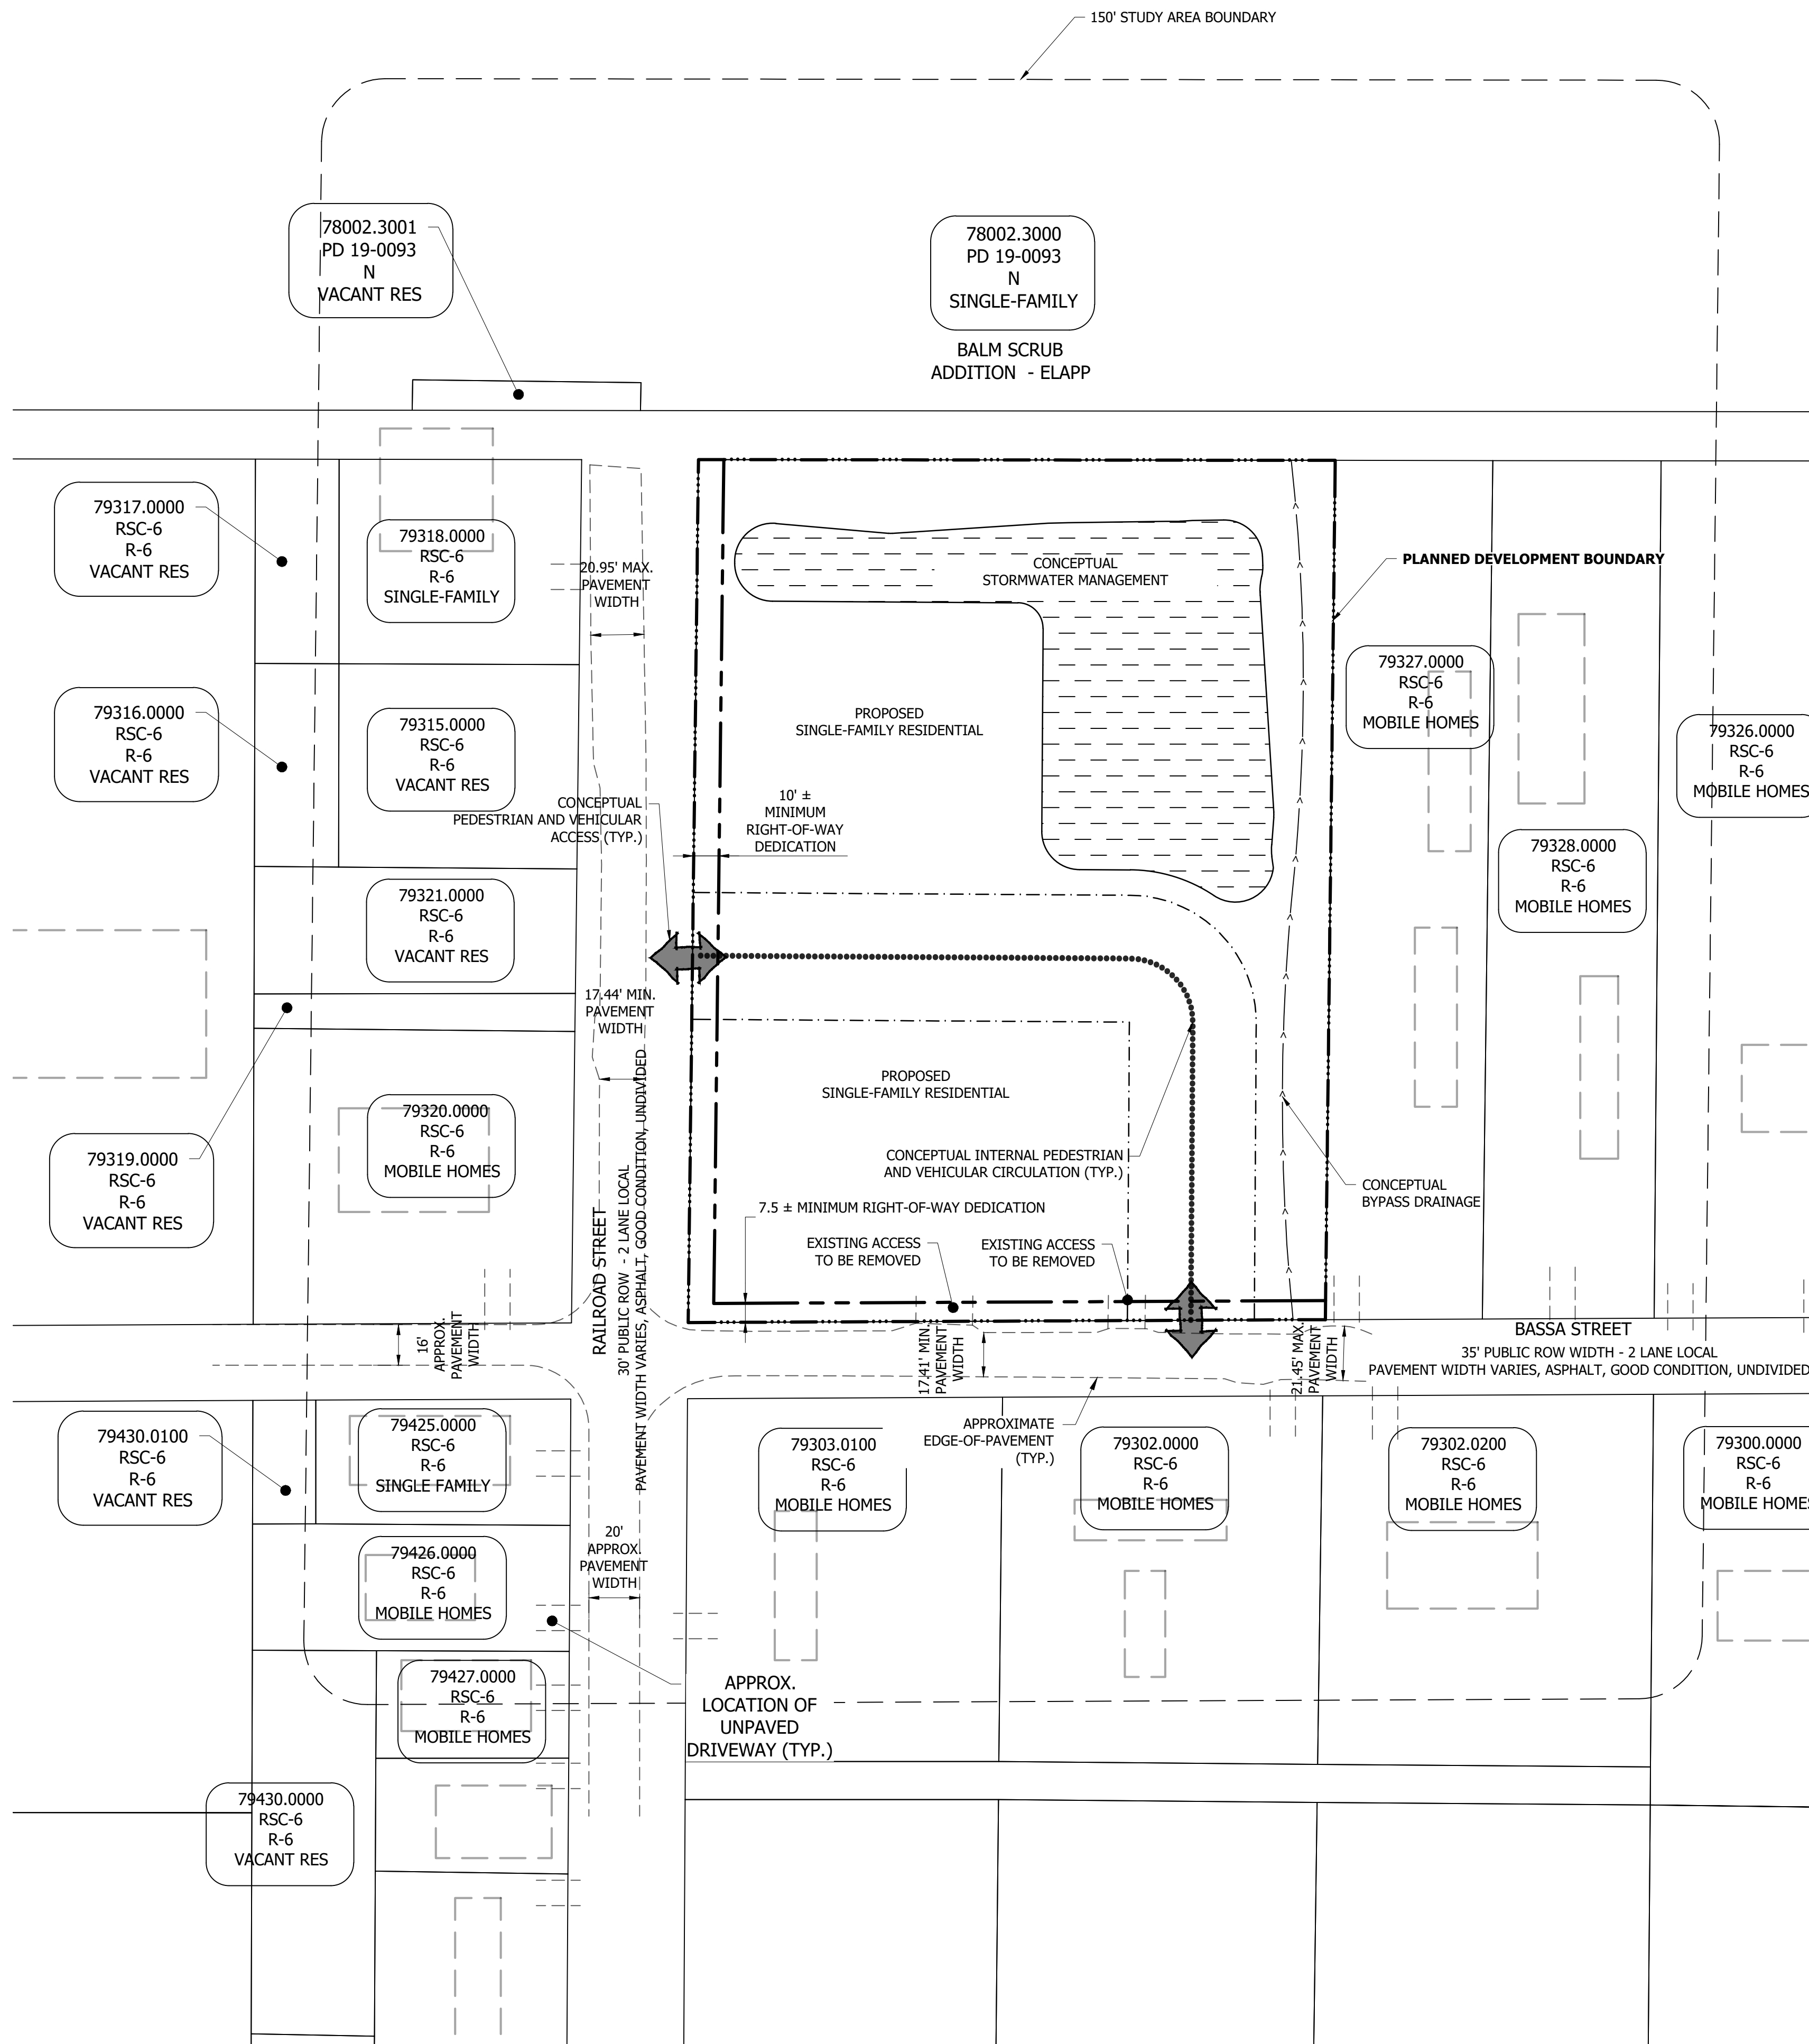 150' STUDY AREA BOUNDARY
78002.3001
PD 19-0093
N
VACANT RES
78002.3000
PD 19-0093
N
SINGLE-FAMILY
BALM SCRUB
ADDITION - ELAPP
79317.0000
RSC-6
R-6
VACANT RES
79318.0000
RSC-6
R-6
SINGLE-FAMILY
20.95' MAX.
PAVEMENT
WIDTH
CONCEPTUAL
STORMWATER MANAGEMENT
PLANNED DEVELOPMENT BOUNDARY
79316.0000
RSC-6
R-6
VACANT RES
79315.0000
RSC-6
R-6
VACANT RES
PROPOSED
SINGLE-FAMILY RESIDENTIAL
79327.0000
RSC-6
R-6
MOBILE HOMES
79326.0000
RSC-6
R-6
MOBILE HOMES
CONCEPTUAL
PEDESTRIAN AND VEHICULAR
ACCESS (TYP.)
10' ±
MINIMUM
RIGHT-OF-WAY
DEDICATION
79328.0000
RSC-6
R-6
MOBILE HOMES
79321.0000
RSC-6
R-6
VACANT RES
17.44' MIN.
PAVEMENT
WIDTH
PROPOSED
SINGLE-FAMILY RESIDENTIAL
79320.0000
RSC-6
R-6
MOBILE HOMES
79319.0000
RSC-6
R-6
VACANT RES
CONCEPTUAL INTERNAL PEDESTRIAN
AND VEHICULAR CIRCULATION (TYP.)
CONCEPTUAL
BYPASS DRAINAGE
7.5 ± MINIMUM RIGHT-OF-WAY DEDICATION
EXISTING ACCESS
TO BE REMOVED
EXISTING ACCESS
TO BE REMOVED
RAILROAD STREET
30' PUBLIC ROW - 2 LANE LOCAL
PAVEMENT WIDTH VARIES, ASPHALT, GOOD CONDITION, UNDIVIDED
16'
APPROX.
PAVEMENT
WIDTH
17.41' MIN.
PAVEMENT
WIDTH
21.45' MAX.
PAVEMENT
WIDTH
BASSA STREET
35' PUBLIC ROW WIDTH - 2 LANE LOCAL
PAVEMENT WIDTH VARIES, ASPHALT, GOOD CONDITION, UNDIVIDED
79430.0100
RSC-6
R-6
VACANT RES
79425.0000
RSC-6
R-6
SINGLE FAMILY
79303.0100
RSC-6
R-6
MOBILE HOMES
APPROXIMATE
EDGE-OF-PAVEMENT
(TYP.)
79302.0000
RSC-6
R-6
MOBILE HOMES
79302.0200
RSC-6
R-6
MOBILE HOMES
79300.0000
RSC-6
R-6
MOBILE HOMES
20'
APPROX.
PAVEMENT
WIDTH
79426.0000
RSC-6
R-6
MOBILE HOMES
79427.0000
RSC-6
R-6
MOBILE HOMES
APPROX.
LOCATION OF
UNPAVED
DRIVEWAY (TYP.)
79430.0000
RSC-6
R-6
VACANT RES